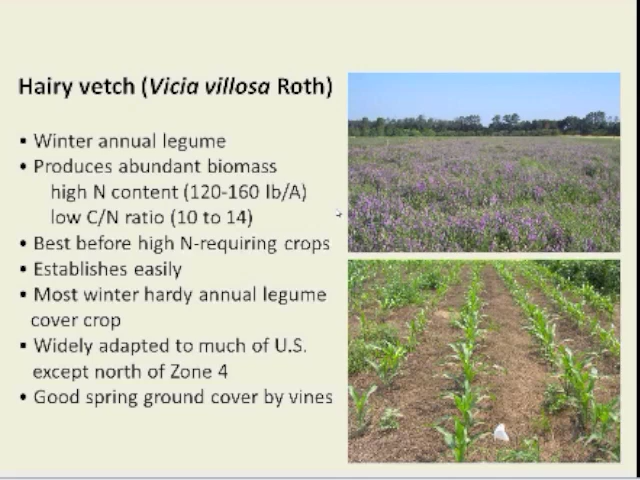 Hairy vetch (Vicia villosa Roth)
• Winter annual legume
• Produces abundant biomass
high N content (120-160 lb/A)
low C/N ratio (10 to 14)
• Best before high N-requiring crops
• Establishes easily
• Most winter hardy annual legume
cover crop
• Widely adapted to much of U.S.
except north of Zone 4
• Good spring ground cover by vines